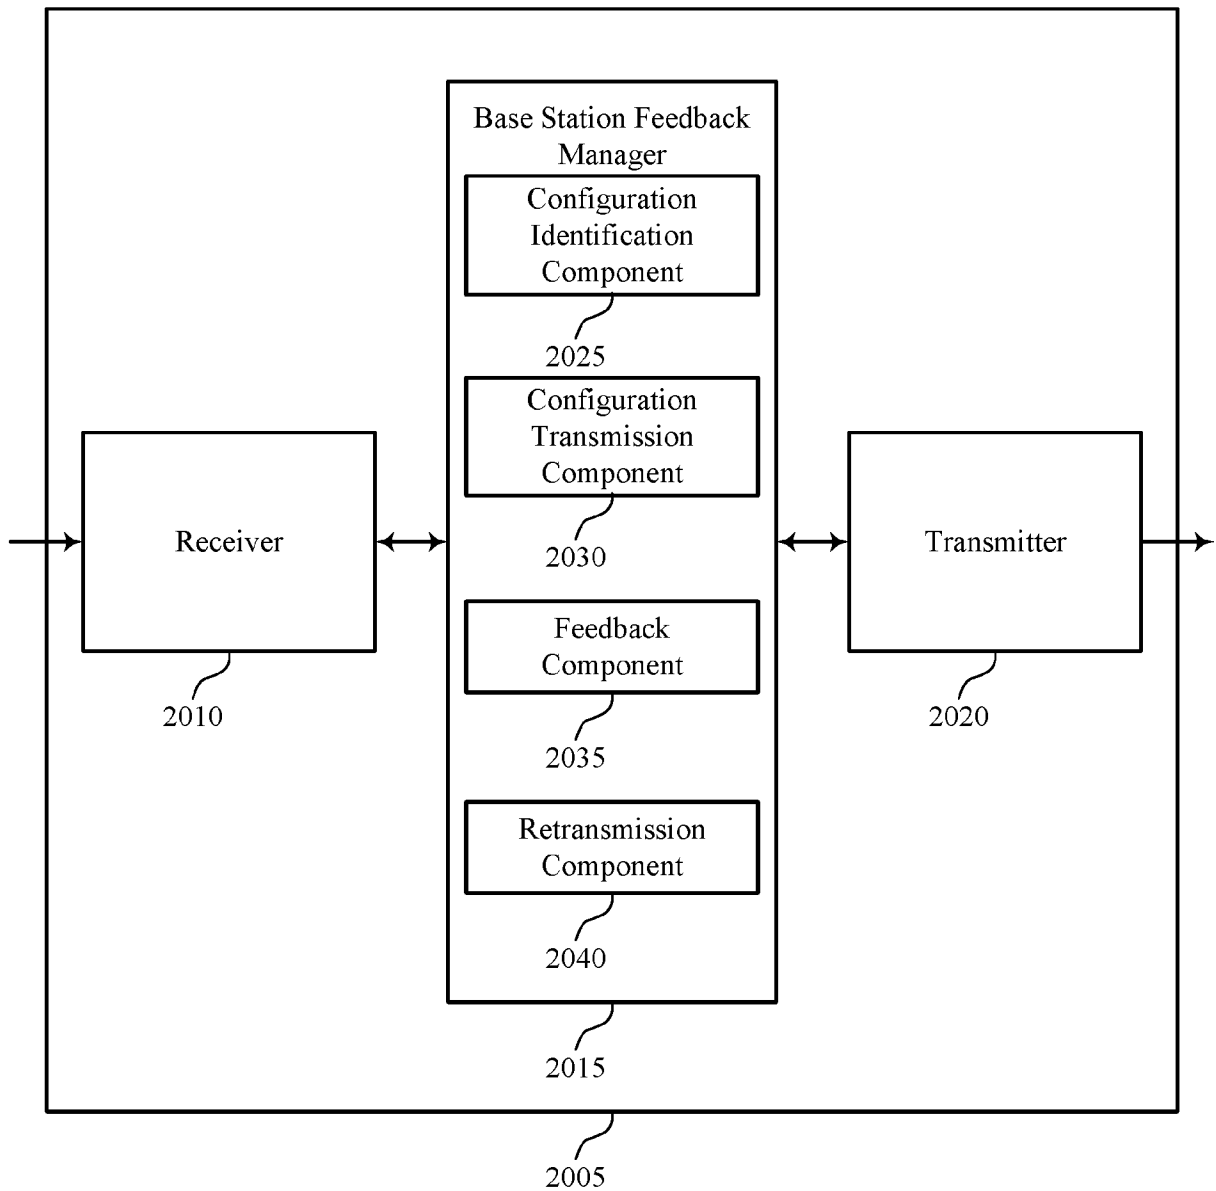 Base Station Feedback
Manager
Configuration
Identification
Component
2025
Configuration
Transmission
Component
2030
Receiver
2010
Feedback
Component
2035
Transmitter
2020
Retransmission
Component
2040
2015
2005